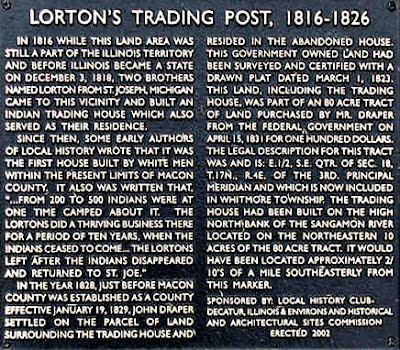 LORTON'S TRADING POST, 1816-1826
IN 1816 WHILE THIS LAND AREA WAS
STILL A PART OF THE ILLINOIS TERRITORY
AND BEFORE ILLINOIS BECAME A STATE
ON DECEMBER 3, 1818, TWO BROTHERS
NAMED LORTON FROM ST. JOSEPH, MICHIGAN
CAME TO THIS VICINITY AND BUILT AN
INDIAN TRADING HOUSE WHICH ALSO
SERVED AS THEIR RESIDENCE.
SINCE THEN, SOME EARLY AUTHORS
OF LOCAL HISTORY WROTE THAT IT WAS
THE FIRST HOUSE BUILT BY WHITE MEN
WITHIN THE PRESENT LIMITS OF MACON
COUNTY. IT ALSO WAS WRITTEN THAT,
"...FROM 200 TO 500 INDIANS WERE AT
ONE TIME CAMPED ABOUT IT. THE
LORTONS DID A THRIVING BUSINESS THERE
FOR A PERIOD OF TEN YEARS, WHEN THE
INDIANS CEASED TO COME... THE LORTONS
LEFT AFTER THE INDIANS DISAPPEARED
AND RETURNED TO ST. JOE."
IN THE YEAR 1828, JUST BEFORE MACON
COUNTY WAS ESTABLISHED AS A COUNTY
EFFECTIVE JANUARY 19, 1829, JOHN DRAPER
SETTLED ON THE PARCEL OF LAND
SURROUNDING THE TRADING HOUSE AND
RESIDED IN THE ABANDONED HOUSE.
THIS GOVERNMENT OWNED LAND HAD
BEEN SURVEYED AND CERTIFIED WITH A
DRAWN PLAT DATED MARCH 1, 1823.
THIS LAND, INCLUDING THE TRADING
HOUSE, WAS PART OF AN 80 ACRE TRACT
OF LAND PURCHASED BY MR. DRAPER
FROM THE FEDERAL GOVERNMENT ON
APRIL 15, 1831 FOR ONE HUNDRED DOLLARS.
THE LEGAL DESCRIPTION FOR THIS TRACT
WAS AND IS: E.1/2, S.E. QTR. OF SEC. 18,
T.17N., R.4E. OF THE 3RD. PRINCIPAL
MERIDIAN AND WHICH IS NOW INCLUDED
IN WHITMORE TOWNSHIP. THE TRADING
HOUSE HAD BEEN BUILT ON THE HIGH
NORTH BANK OF THE SANGAMON RIVER
LOCATED ON THE NORTHEASTERN 10
ACRES OF THE 80 ACRE TRACT. IT WOULD
HAVE BEEN LOCATED APPROXIMATELY 2/
10'S OF A MILE SOUTHEASTERLY FROM
THIS MARKER.
SPONSORED BY: LOCAL HISTORY CLUB-
DECATUR, ILLINOIS & ENVIRONS AND HISTORICAL
AND ARCHITECTURAL SITES COMMISSION
ERECTED 2002